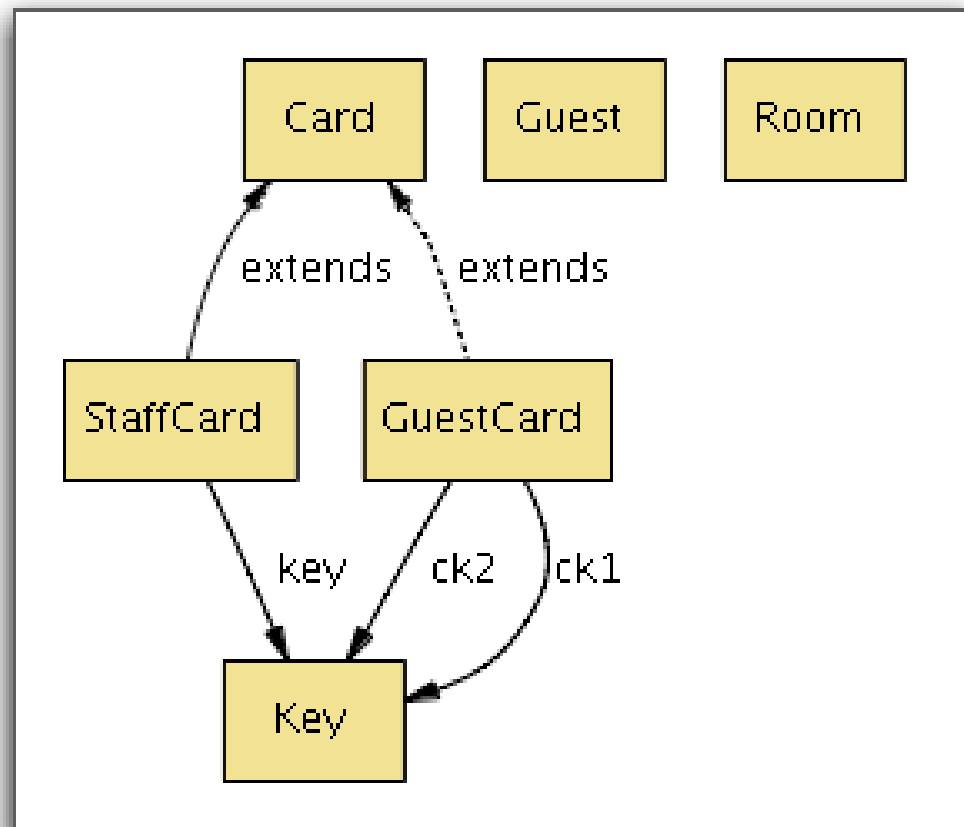 Card
Guest
Room
extends
extends
StaffCard
GuestCard
key
ck2
ck1
Key